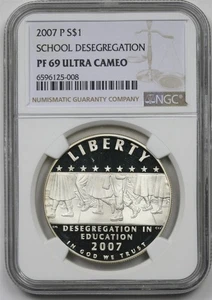 2007 P S$1
SCHOOL DESEGREGATION
PF 69 ULTRA CAMEO
6596125-008
NUMISMATIC GUARANTY COMPANY
NGC
LIBERTY
DESEGREGATION IN
EDUCATION
2007
IN GOD WE TRUST